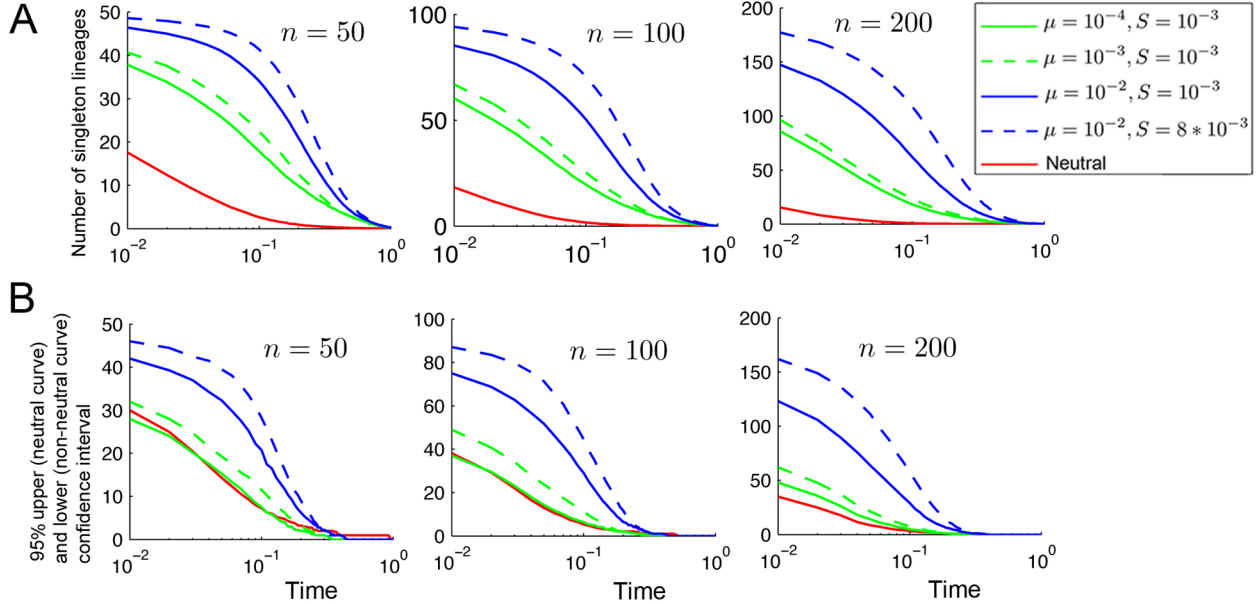 A
Number of singleton lineages
50
40
30
20
10
0
n = 50
10^-2
10^-1
10^0
100
50
0
n = 100
10^-2
10^-1
10^0
200
150
100
50
0
n = 200
10^-2
10^-1
10^0
μ = 10^-4, S = 10^-3
μ = 10^-3, S = 10^-3
μ = 10^-2, S = 10^-3
μ = 10^-2, S = 8 * 10^-3
Neutral
B
95% upper (neutral curve)
and lower (non-neutral curve)
confidence interval
50
40
30
20
10
0
n = 50
10^-2
10^-1
10^0
Time
100
80
60
40
20
0
n = 100
10^-2
10^-1
10^0
200
150
100
50
0
n = 200
10^-2
10^-1
10^0
Time